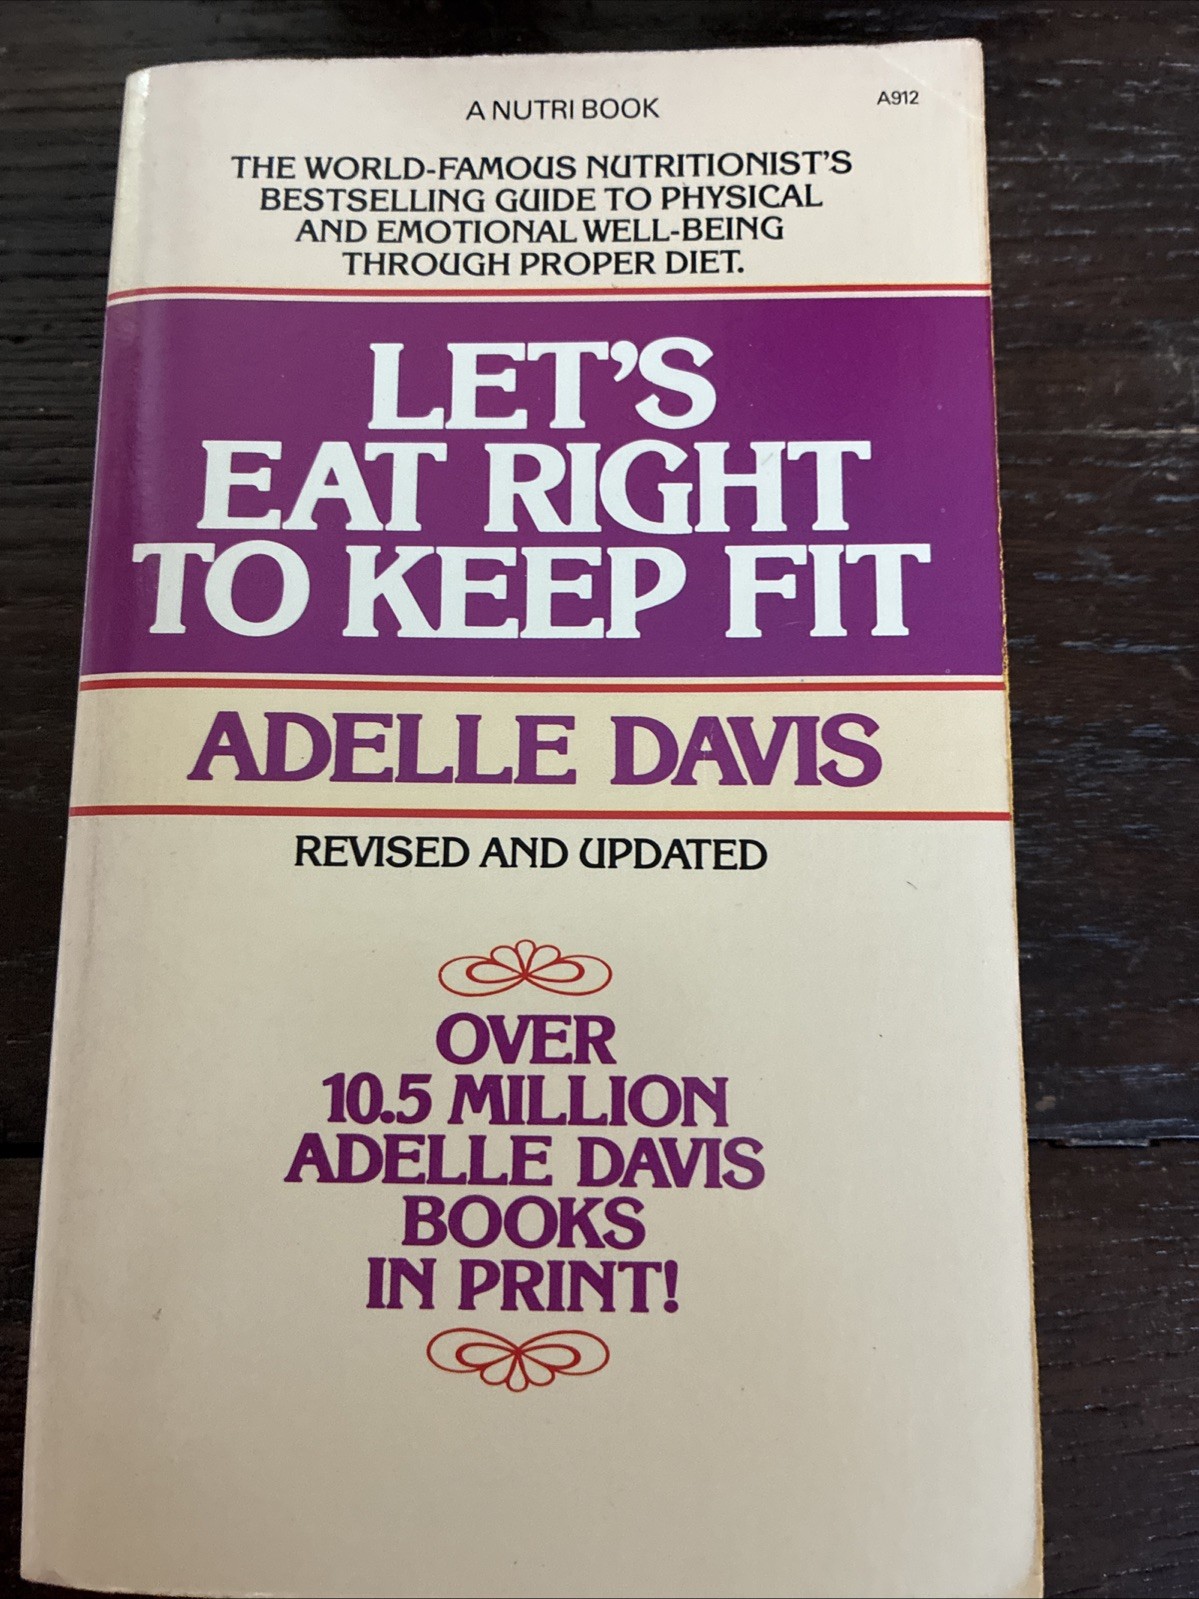 A NUTRI BOOK
A912
THE WORLD-FAMOUS NUTRITIONIST'S
BESTSELLING GUIDE TO PHYSICAL
AND EMOTIONAL WELL-BEING
THROUGH PROPER DIET.
LET'S
EAT RIGHT
TO KEEP FIT
ADELLE DAVIS
REVISED AND UPDATED
OVER
10.5 MILLION
ADELLE DAVIS
BOOKS
IN PRINT!